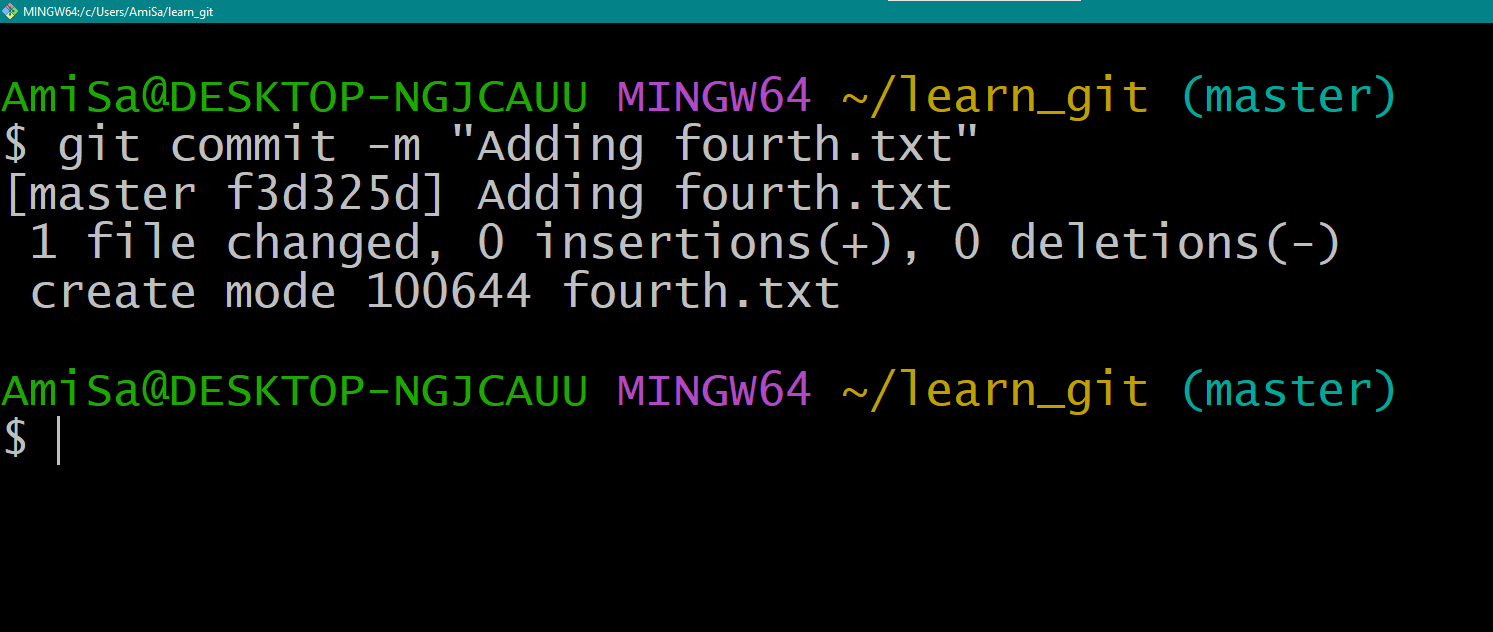 MINGW64:/c/Users/AmiSa/learn_git
AmiSa@DESKTOP-NGJCAUU MINGW64 ~/learn_git (master)
$ git commit -m "Adding fourth.txt"
[master f3d325d] Adding fourth.txt
 1 file changed, 0 insertions(+), 0 deletions(-)
 create mode 100644 fourth.txt
AmiSa@DESKTOP-NGJCAUU MINGW64 ~/learn_git (master)
$